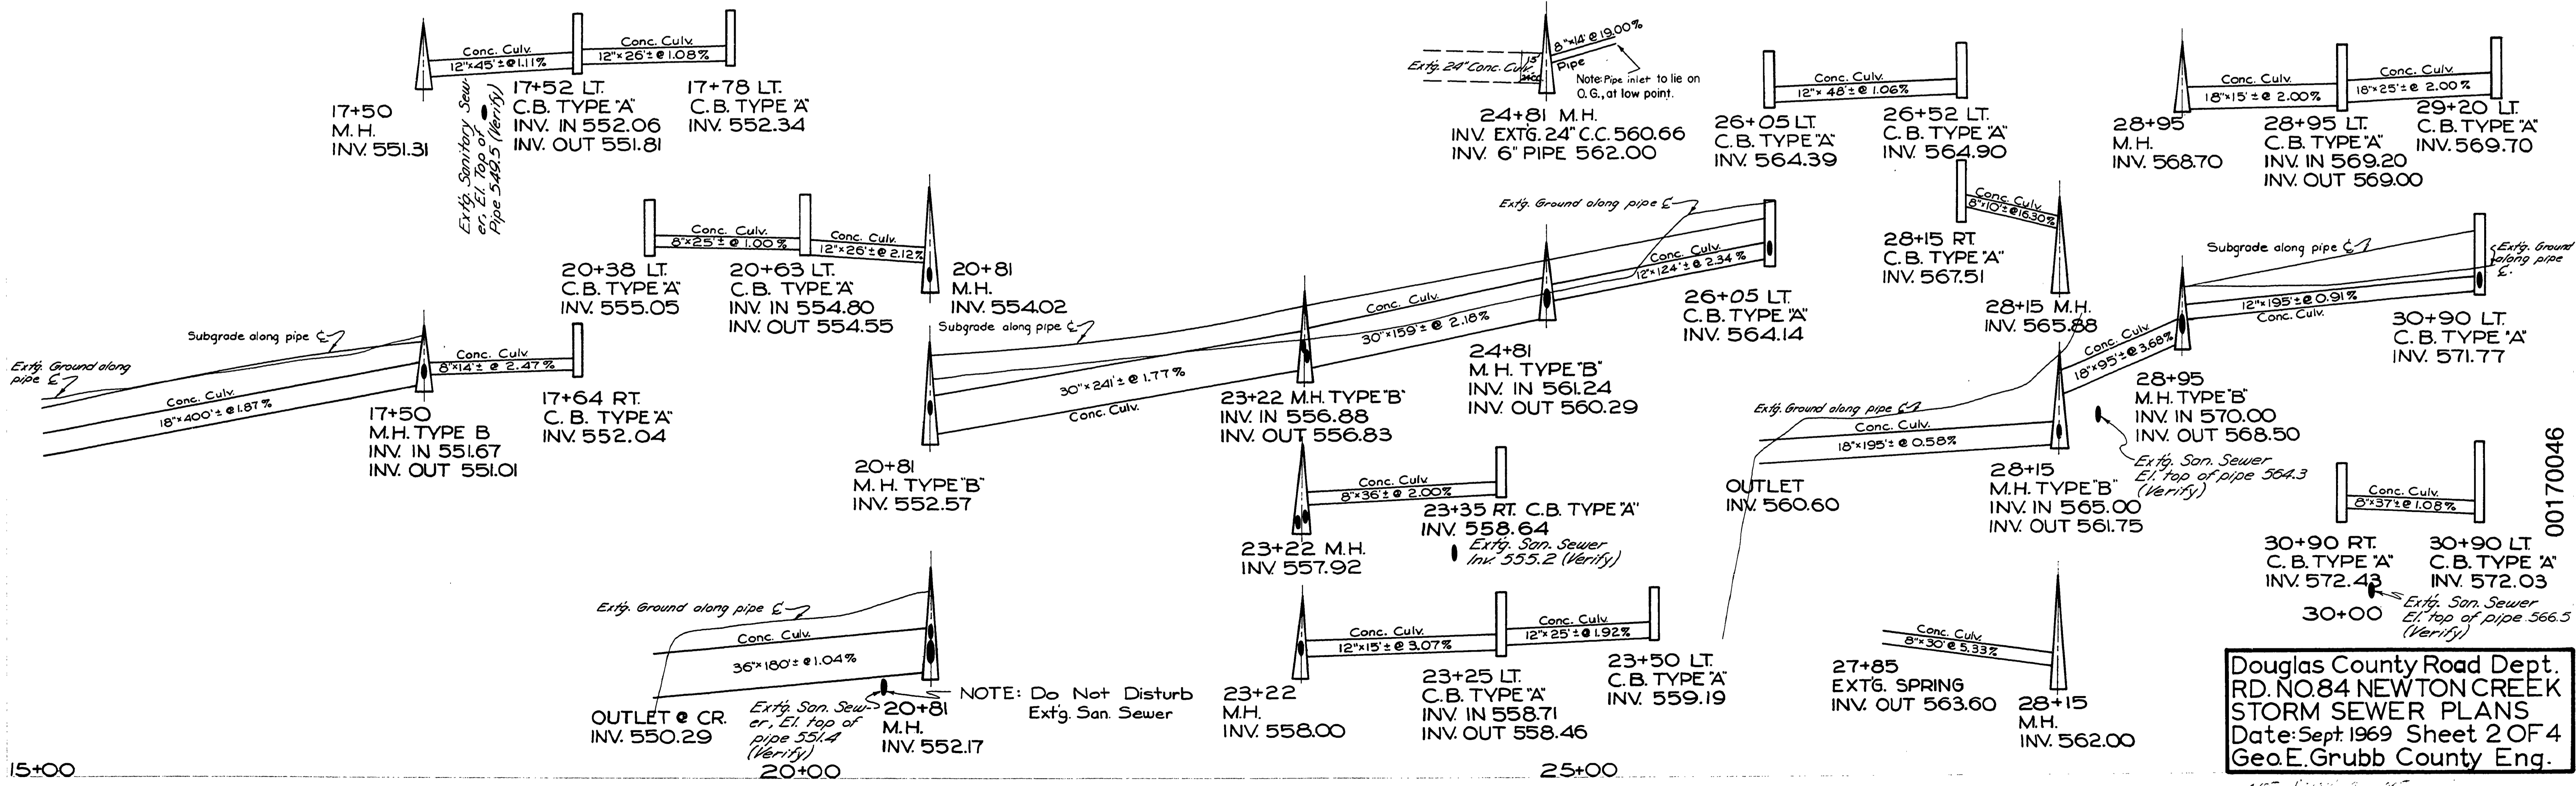 Conc. Culv.
12"x45'± @ 1.11%
Conc. Culv.
12"x26'± @ 1.08%
17+50
M.H.
INV. 551.31
Extg. Sanitary Sew-
er, El. Top of
Pipe 549.5 (Verify)
17+52 LT.
C.B. TYPE "A"
INV. IN 552.06
INV. OUT 551.81
17+78 LT.
C.B. TYPE "A"
INV. 552.34
Extg. 24" Conc. Culv.
15'
8"x14' @ 19.00%
Pipe
Note: Pipe inlet to lie on
O.G., at low point.
24+81 M.H.
INV. EXT'G. 24" C.C. 560.66
INV. 6" PIPE 562.00
Conc. Culv.
12"x 48'± @ 1.06%
26+05 LT.
C.B. TYPE "A"
INV. 564.39
26+52 LT.
C.B. TYPE "A"
INV. 564.90
Conc. Culv.
18"x15'± @ 2.00%
Conc. Culv.
18"x25'± @ 2.00%
28+95
M.H.
INV. 568.70
28+95 LT.
C.B. TYPE "A"
INV. IN 569.20
INV. OUT 569.00
29+20 LT.
C.B. TYPE "A"
INV. 569.70
Conc. Culv.
8"x25'± @ 1.00%
Conc. Culv.
12"x26'± @ 2.12%
20+38 LT.
C.B. TYPE "A"
INV. 555.05
20+63 LT.
C.B. TYPE "A"
INV. IN 554.80
INV. OUT 554.55
20+81
M.H.
INV. 554.02
Conc. Culv.
8"x10'± @ 16.30%
28+15 RT.
C.B. TYPE "A"
INV. 567.51
28+15 M.H.
INV. 565.88
Ext'g. Ground along
pipe ℄
Subgrade along pipe ℄
Conc. Culv.
18"x400'± @ 1.87%
Conc. Culv.
8"x14'± @ 2.47%
17+50
M.H. TYPE B
INV. IN 551.67
INV. OUT 551.01
17+64 RT.
C.B. TYPE "A"
INV. 552.04
Subgrade along pipe ℄
Ext'g. Ground along pipe ℄
30"x 241'± @ 1.77%
Conc. Culv.
Conc. Culv.
30"x159'± @ 2.18%
Conc. Culv.
12"x124'± @ 2.34%
20+81
M.H. TYPE "B"
INV. 552.57
23+22 M.H. TYPE "B"
INV. IN 556.88
INV. OUT 556.83
24+81
M.H. TYPE "B"
INV. IN 561.24
INV. OUT 560.29
26+05 LT.
C.B. TYPE "A"
INV. 564.14
Subgrade along pipe ℄
Ext'g. Ground
along pipe
℄.
12"x195'± @ 0.91%
Conc. Culv.
Conc. Culv.
18"x95'± @ 3.68%
Ext'g. Ground along pipe ℄
Conc. Culv.
18"x195'± @ 0.58%
30+90 LT.
C.B. TYPE "A"
INV. 571.77
28+95
M.H. TYPE "B"
INV. IN 570.00
INV. OUT 568.50
Ext'g. San. Sewer
El. top of pipe 564.3
(Verify)
OUTLET
INV. 560.60
28+15
M.H. TYPE "B"
INV. IN 565.00
INV. OUT 561.75
Conc. Culv.
8"x36'± @ 2.00%
23+22 M.H.
INV. 557.92
23+35 RT. C.B. TYPE "A"
INV. 558.64
Ext'g. San. Sewer
Inv. 555.2 (Verify)
Conc. Culv.
8"x37'± @ 1.08%
30+90 RT.
C.B. TYPE "A"
INV. 572.43
30+90 LT.
C.B. TYPE "A"
INV. 572.03
Ext'g. San. Sewer
El. top of pipe 566.5
(Verify)
30+00
00170046
Ext'g. Ground along pipe ℄
Conc. Culv.
36"x180'± @ 1.04%
OUTLET @ CR.
INV. 550.29
Ext'g. San. Sew-
er, El. top of
pipe 551.4
(Verify)
20+81
M.H.
INV. 552.17
NOTE: Do Not Disturb
Ext'g. San. Sewer
Conc. Culv.
12"x15'± @ 3.07%
Conc. Culv.
12"x25'± @ 1.92%
23+22
M.H.
INV. 558.00
23+25 LT.
C.B. TYPE "A"
INV. IN 558.71
INV. OUT 558.46
23+50 LT.
C.B. TYPE "A"
INV. 559.19
Conc. Culv.
8"x30' @ 5.33%
27+85
EXT'G. SPRING
INV. OUT 563.60
28+15
M.H.
INV. 562.00
Douglas County Road Dept.
RD. NO. 84 NEWTON CREEK
STORM SEWER PLANS
Date: Sept. 1969 Sheet 2 OF 4
Geo. E. Grubb County Eng.
15+00
20+00
25+00